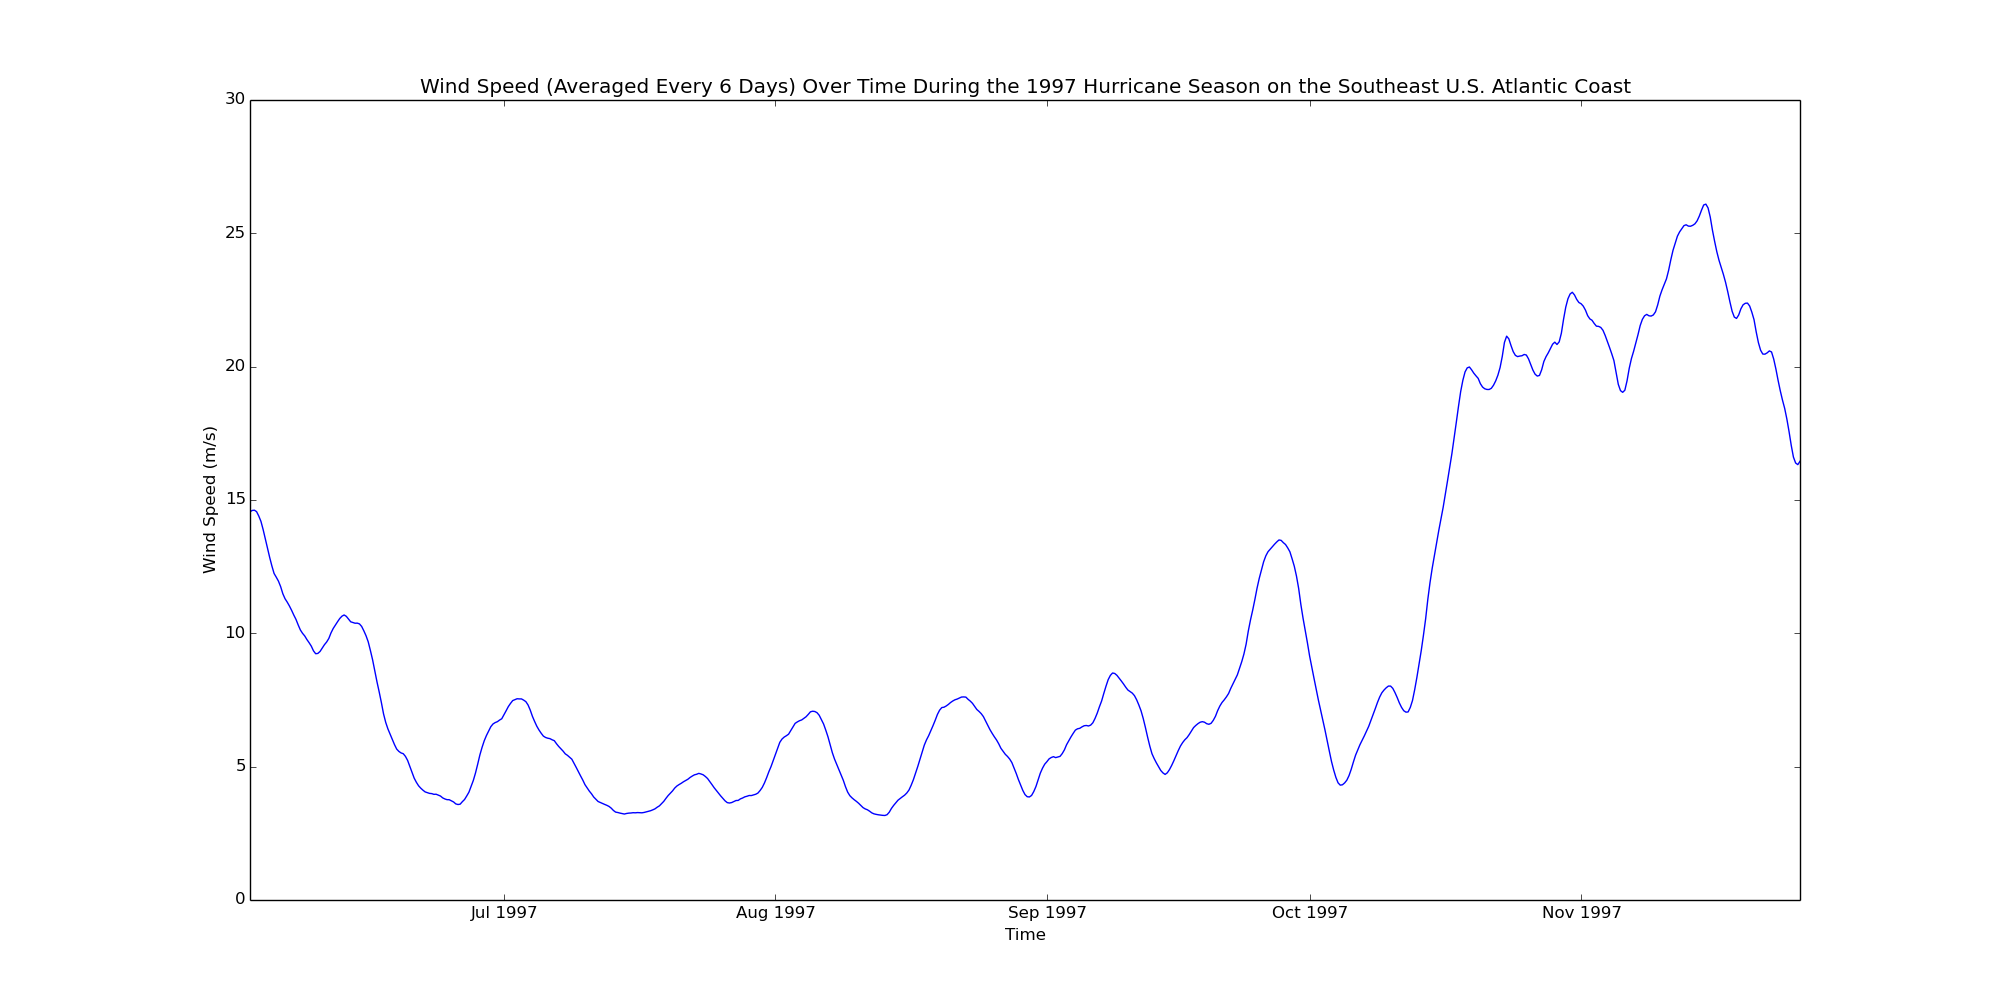 Wind Speed (Averaged Every 6 Days) Over Time During the 1997 Hurricane Season on the Southeast U.S. Atlantic Coast
30
25
20
15
10
5
0
Wind Speed (m/s)
Jul 1997
Aug 1997
Sep 1997
Oct 1997
Nov 1997
Time